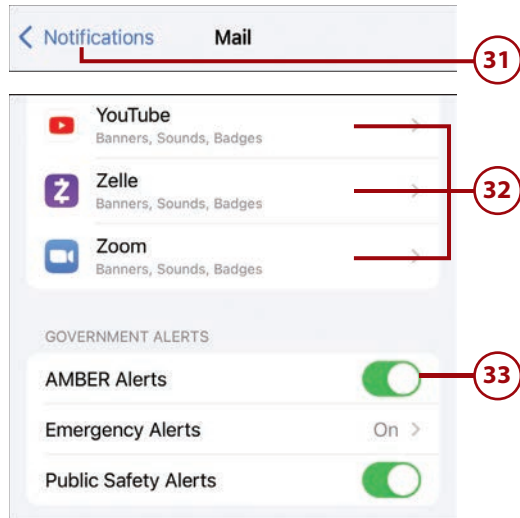 Notifications Mail
31
YouTube
Banners, Sounds, Badges
Zelle
Banners, Sounds, Badges
32
Zoom
Banners, Sounds, Badges
GOVERNMENT ALERTS
AMBER Alerts
33
Emergency Alerts On
Public Safety Alerts